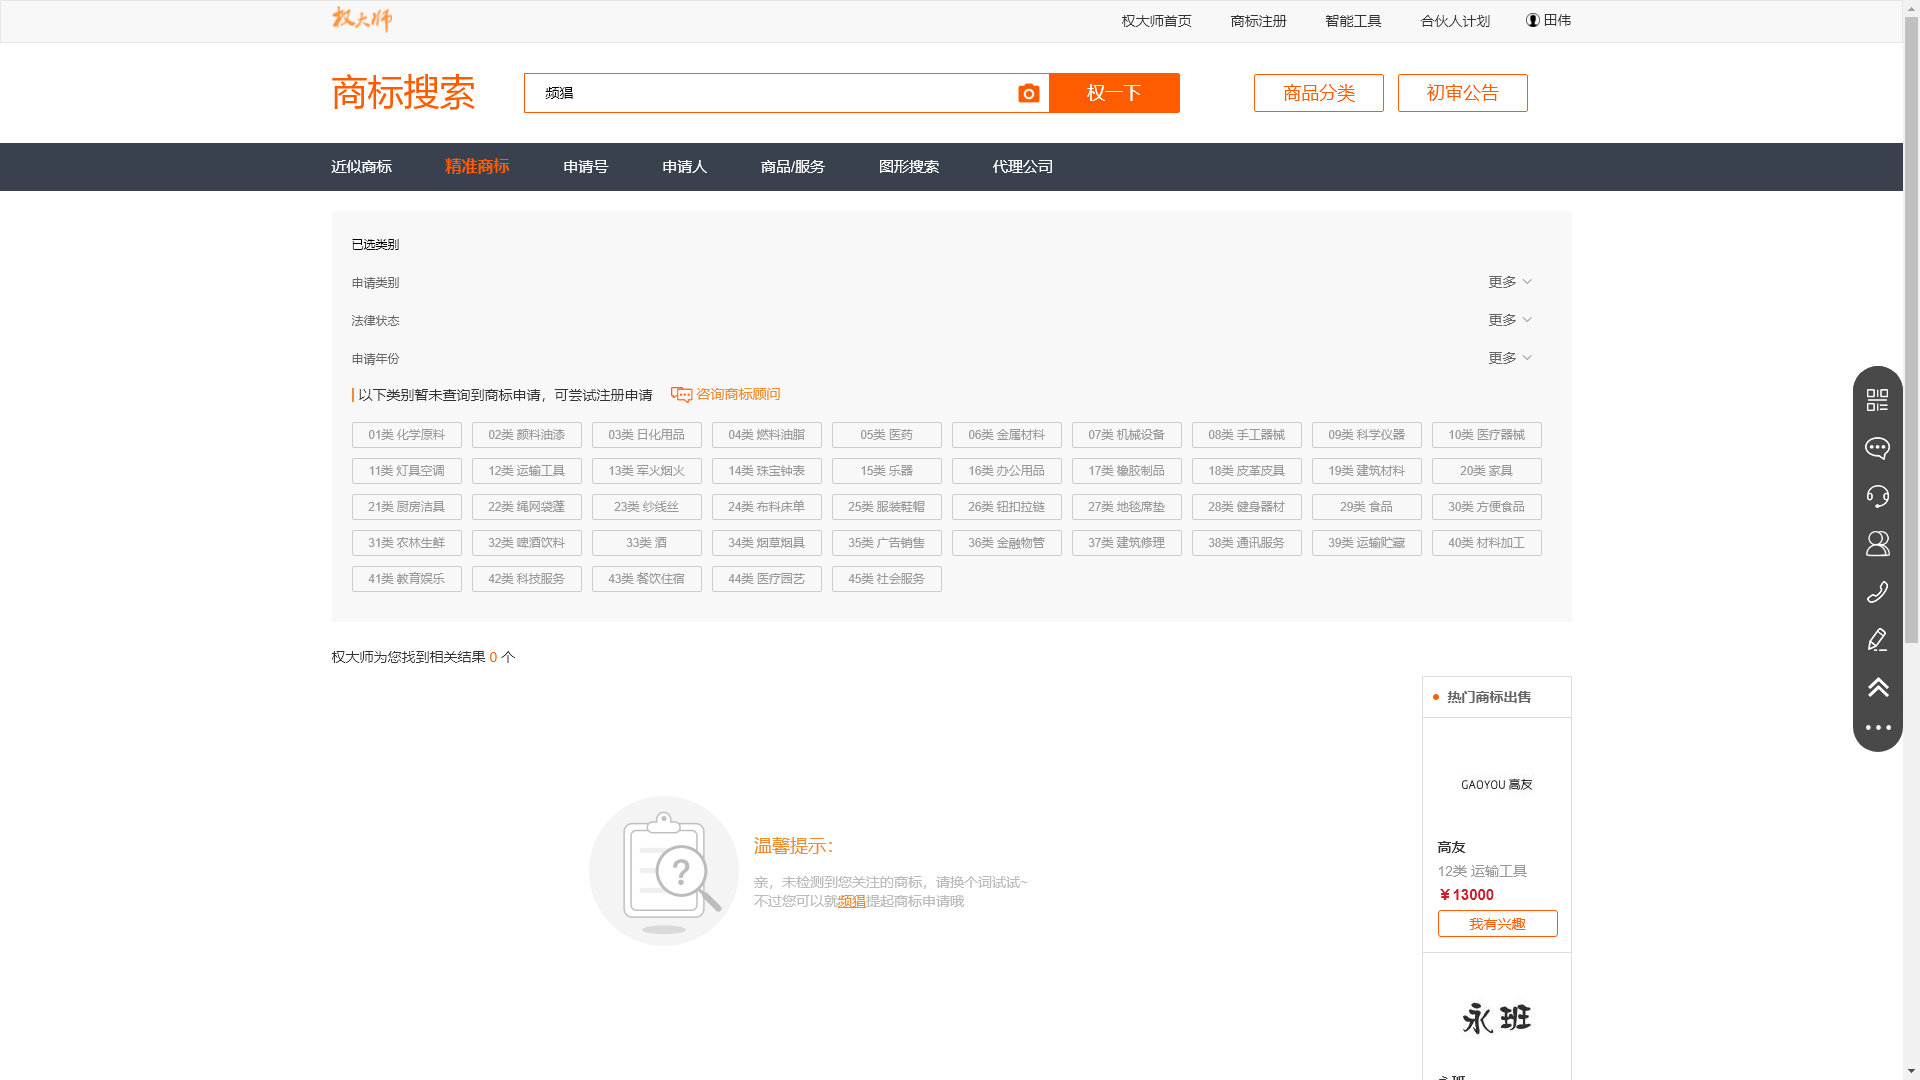 权大师
权大师首页 商标注册 智能工具 合伙人计划 田伟
商标搜索
频猖
权一下
商品分类 初审公告
近似商标 精准商标 申请号 申请人 商品/服务 图形搜索 代理公司
已选类别
申请类别 更多
法律状态 更多
申请年份 更多
以下类别暂未查询到商标申请，可尝试注册申请 咨询商标顾问
01类 化学原料 02类 颜料油漆 03类 日化用品 04类 燃料油脂 05类 医药 06类 金属材料 07类 机械设备 08类 手工器械 09类 科学仪器 10类 医疗器械
11类 灯具空调 12类 运输工具 13类 军火烟火 14类 珠宝钟表 15类 乐器 16类 办公用品 17类 橡胶制品 18类 皮革皮具 19类 建筑材料 20类 家具
21类 厨房洁具 22类 绳网袋蓬 23类 纱线丝 24类 布料床单 25类 服装鞋帽 26类 钮扣拉链 27类 地毯席垫 28类 健身器材 29类 食品 30类 方便食品
31类 农林生鲜 32类 啤酒饮料 33类 酒 34类 烟草烟具 35类 广告销售 36类 金融物管 37类 建筑修理 38类 通讯服务 39类 运输贮藏 40类 材料加工
41类 教育娱乐 42类 科技服务 43类 餐饮住宿 44类 医疗园艺 45类 社会服务
权大师为您找到相关结果 0 个
热门商标出售
GAOYOU 高友
高友
12类 运输工具
￥13000
我有兴趣
温馨提示：
亲，未检测到您关注的商标，请换个词试试~
不过您可以就频猖提起商标申请哦
永班